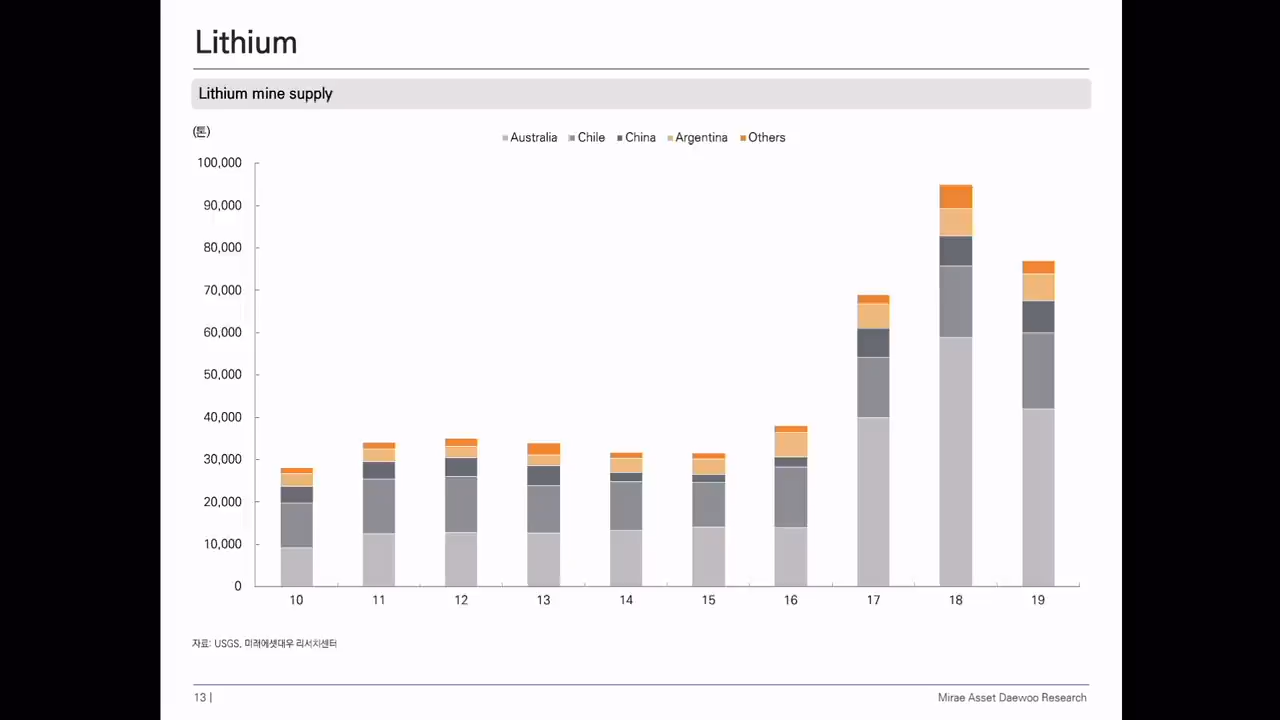 Lithium
Lithium mine supply
(톤)
Australia Chile China Argentina Others
100,000
90,000
80,000
70,000
60,000
50,000
40,000
30,000
20,000
10,000
0
10 11 12 13 14 15 16 17 18 19
자료: USGS, 미래에셋대우 리서치센터
13 | Mirae Asset Daewoo Research